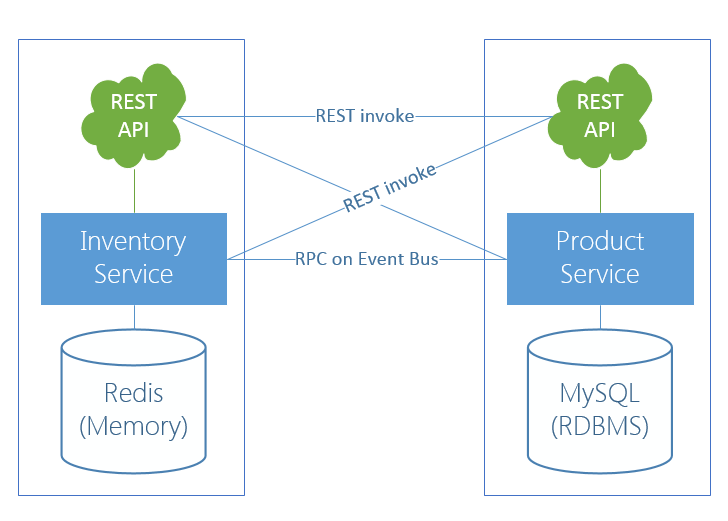 REST
API
REST
API
REST invoke
REST invoke
Inventory
Service
RPC on Event Bus
Product
Service
Redis
(Memory)
MySQL
(RDBMS)